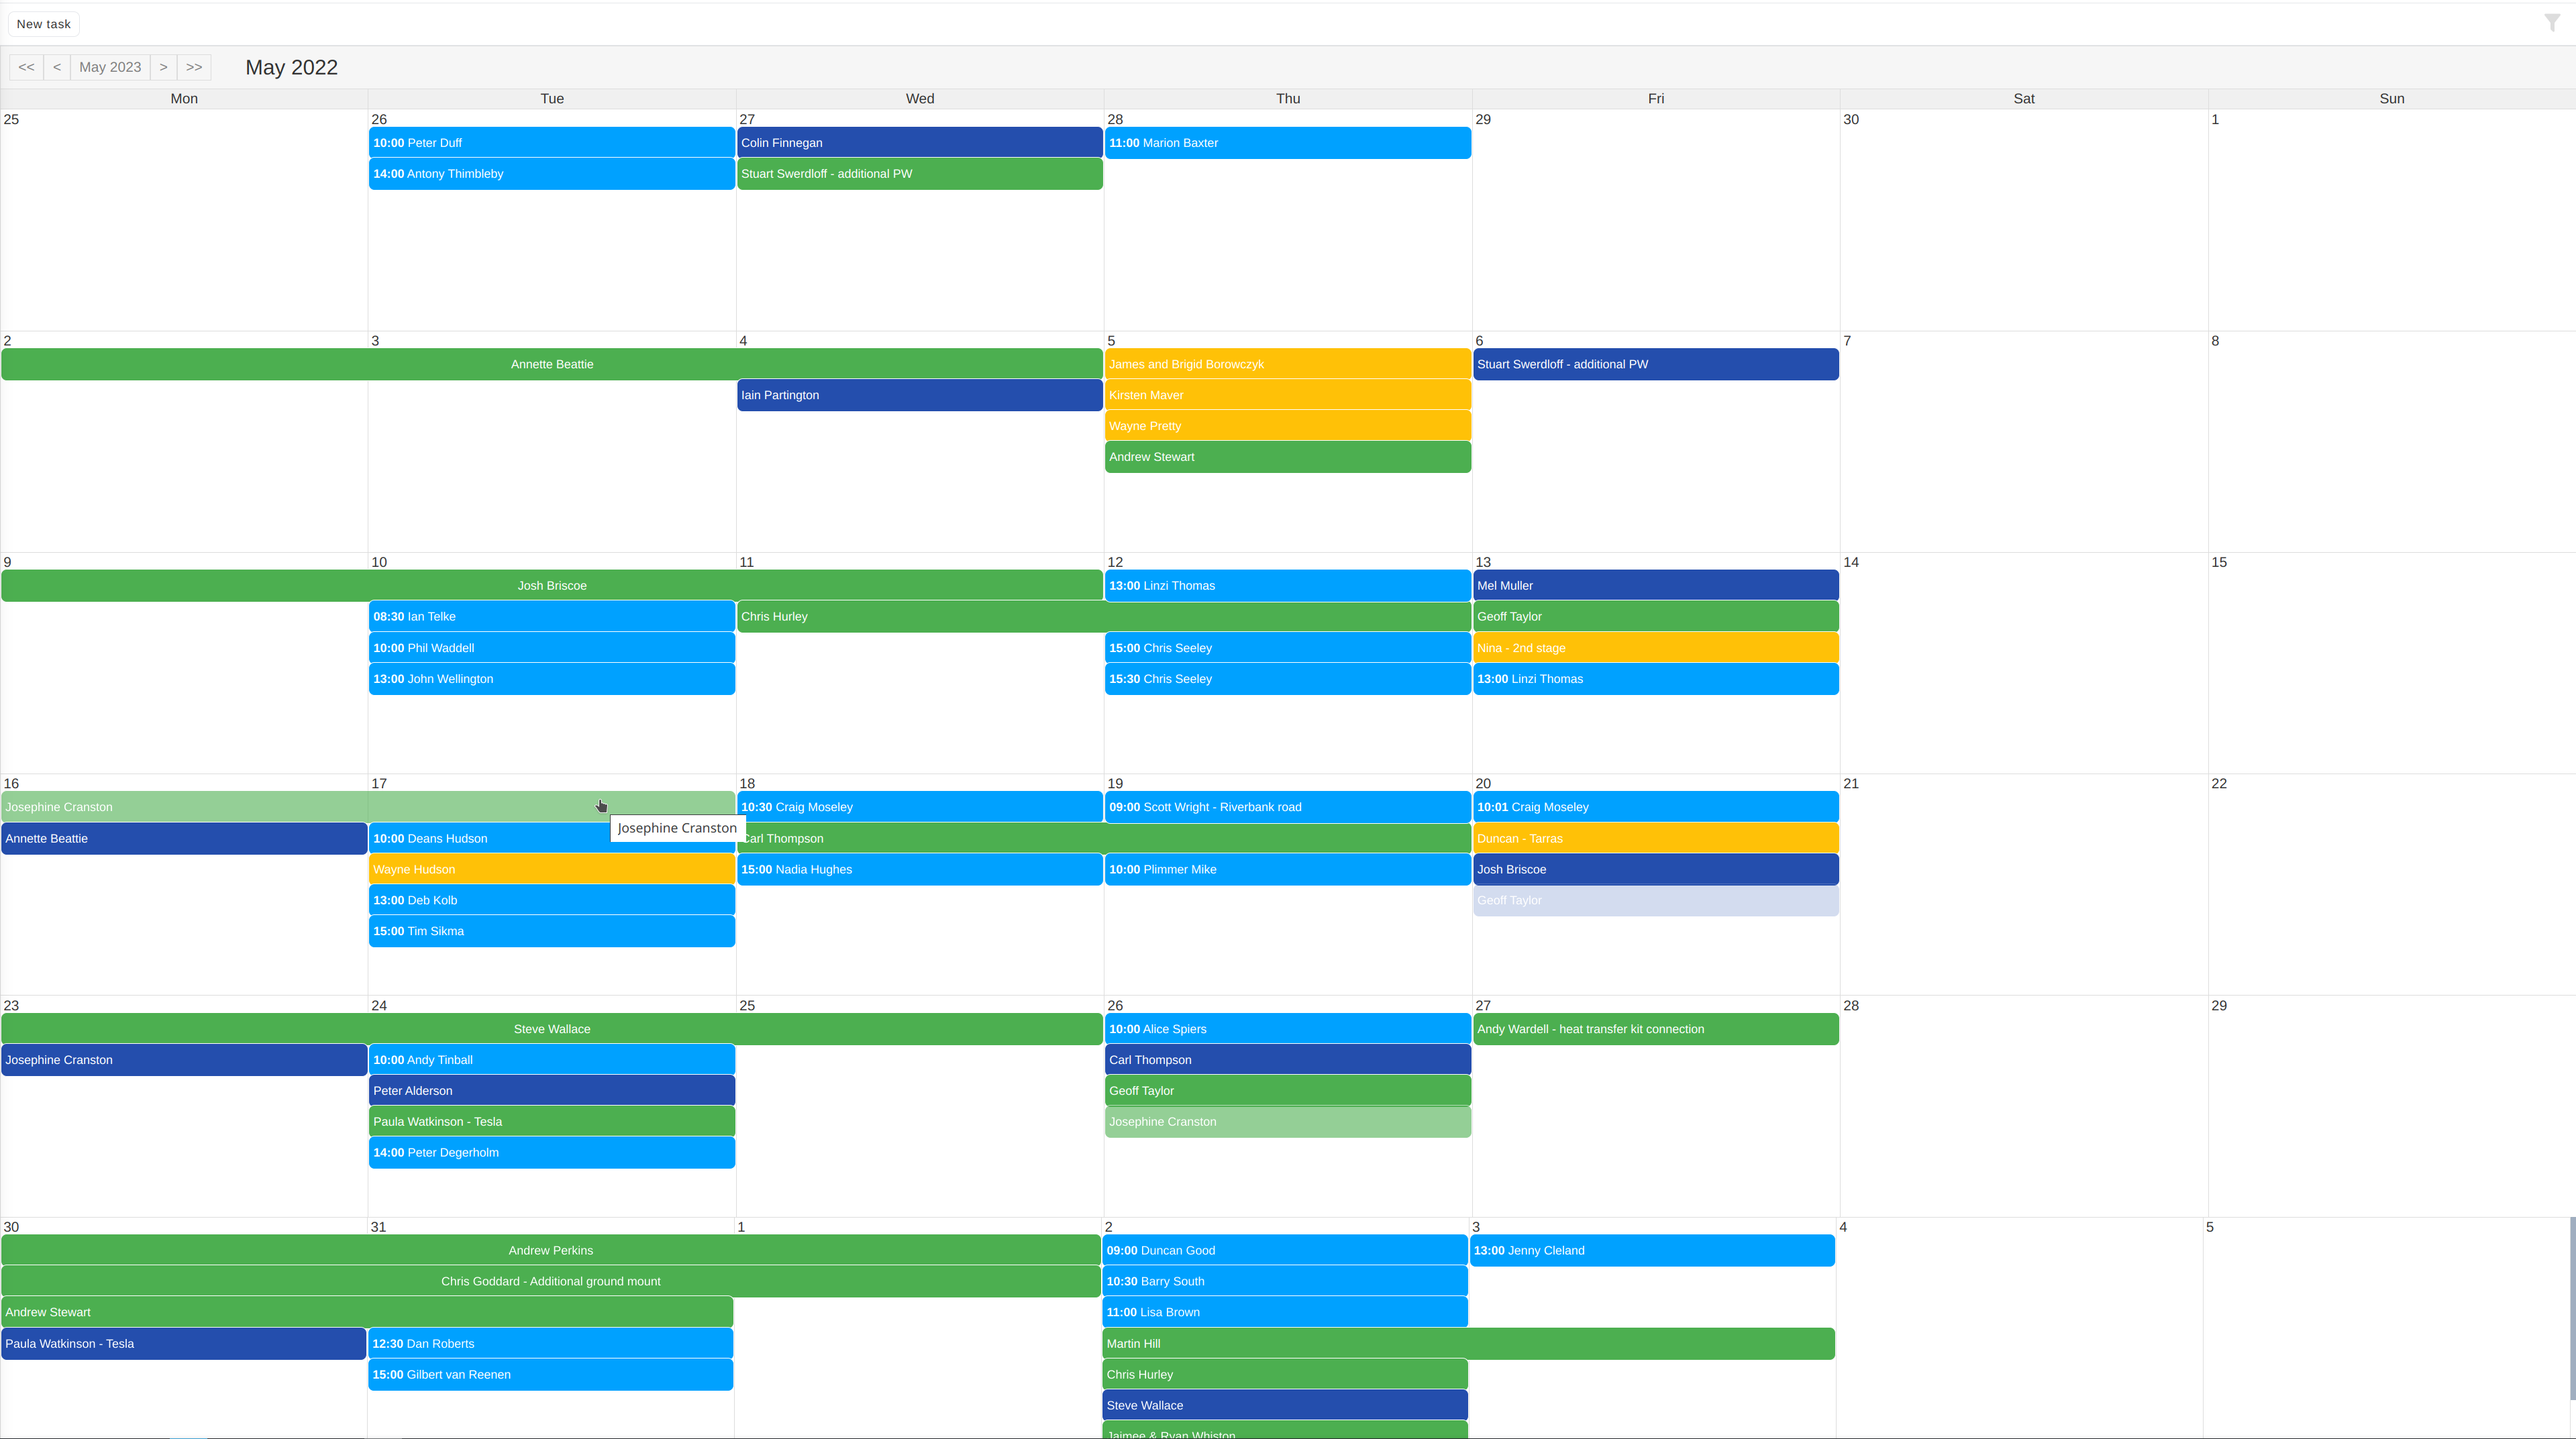 New task
<< < May 2023 > >> May 2022
Mon Tue Wed Thu Fri Sat Sun
25 26 27 28 29 30 1
10:00 Peter Duff
14:00 Antony Thimbleby
Colin Finnegan
Stuart Swerdloff - additional PW
11:00 Marion Baxter
2 3 4 5 6 7 8
Annette Beattie
Iain Partington
James and Brigid Borowczyk
Kirsten Maver
Wayne Pretty
Andrew Stewart
Stuart Swerdloff - additional PW
9 10 11 12 13 14 15
Josh Briscoe
08:30 Ian Telke
10:00 Phil Waddell
13:00 John Wellington
Chris Hurley
13:00 Linzi Thomas
15:00 Chris Seeley
15:30 Chris Seeley
Mel Muller
Geoff Taylor
Nina - 2nd stage
13:00 Linzi Thomas
16 17 18 19 20 21 22
Josephine Cranston
Annette Beattie
10:00 Deans Hudson
Wayne Hudson
13:00 Deb Kolb
15:00 Tim Sikma
Josephine Cranston
10:30 Craig Moseley
Carl Thompson
15:00 Nadia Hughes
09:00 Scott Wright - Riverbank road
10:00 Plimmer Mike
10:01 Craig Moseley
Duncan - Tarras
Josh Briscoe
Geoff Taylor
23 24 25 26 27 28 29
Steve Wallace
Josephine Cranston
10:00 Andy Tinball
Peter Alderson
Paula Watkinson - Tesla
14:00 Peter Degerholm
10:00 Alice Spiers
Carl Thompson
Geoff Taylor
Josephine Cranston
Andy Wardell - heat transfer kit connection
30 31 1 2 3 4 5
Andrew Perkins
Chris Goddard - Additional ground mount
Andrew Stewart
Paula Watkinson - Tesla
12:30 Dan Roberts
15:00 Gilbert van Reenen
09:00 Duncan Good
10:30 Barry South
11:00 Lisa Brown
Martin Hill
Chris Hurley
Steve Wallace
Jaimee & Ryan Whiston
13:00 Jenny Cleland